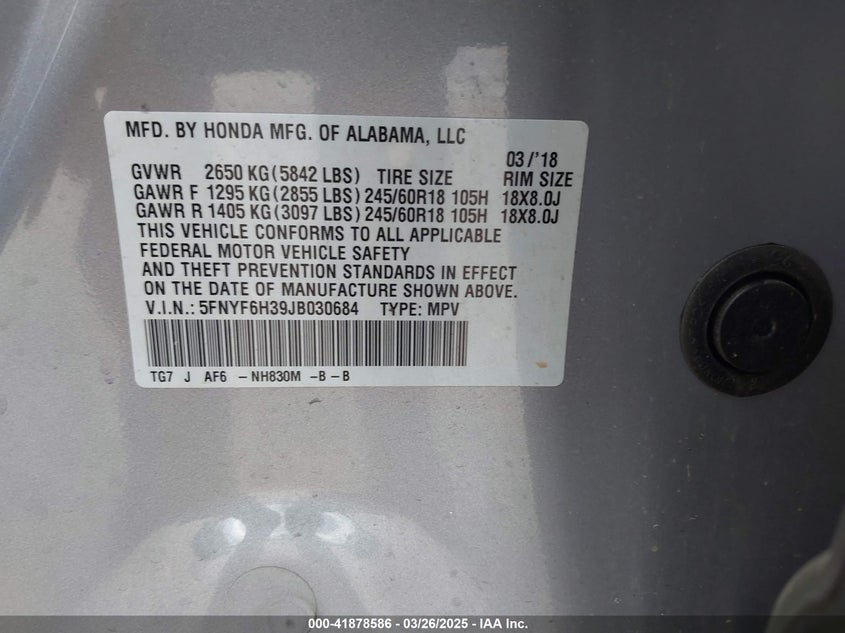 MFD. BY HONDA MFG. OF ALABAMA, LLC
03/'18
GVWR 2650 KG(5842 LBS) TIRE SIZE RIM SIZE
GAWR F 1295 KG(2855 LBS) 245/60R18 105H 18X8.0J
GAWR R 1405 KG(3097 LBS) 245/60R18 105H 18X8.0J
THIS VEHICLE CONFORMS TO ALL APPLICABLE
FEDERAL MOTOR VEHICLE SAFETY
AND THEFT PREVENTION STANDARDS IN EFFECT
ON THE DATE OF MANUFACTURE SHOWN ABOVE.
V.I.N.: 5FNYF6H39JB030684 TYPE: MPV
TG7 J AF6 - NH830M -B-B
000-41878586 - 03/26/2025 - IAA Inc.